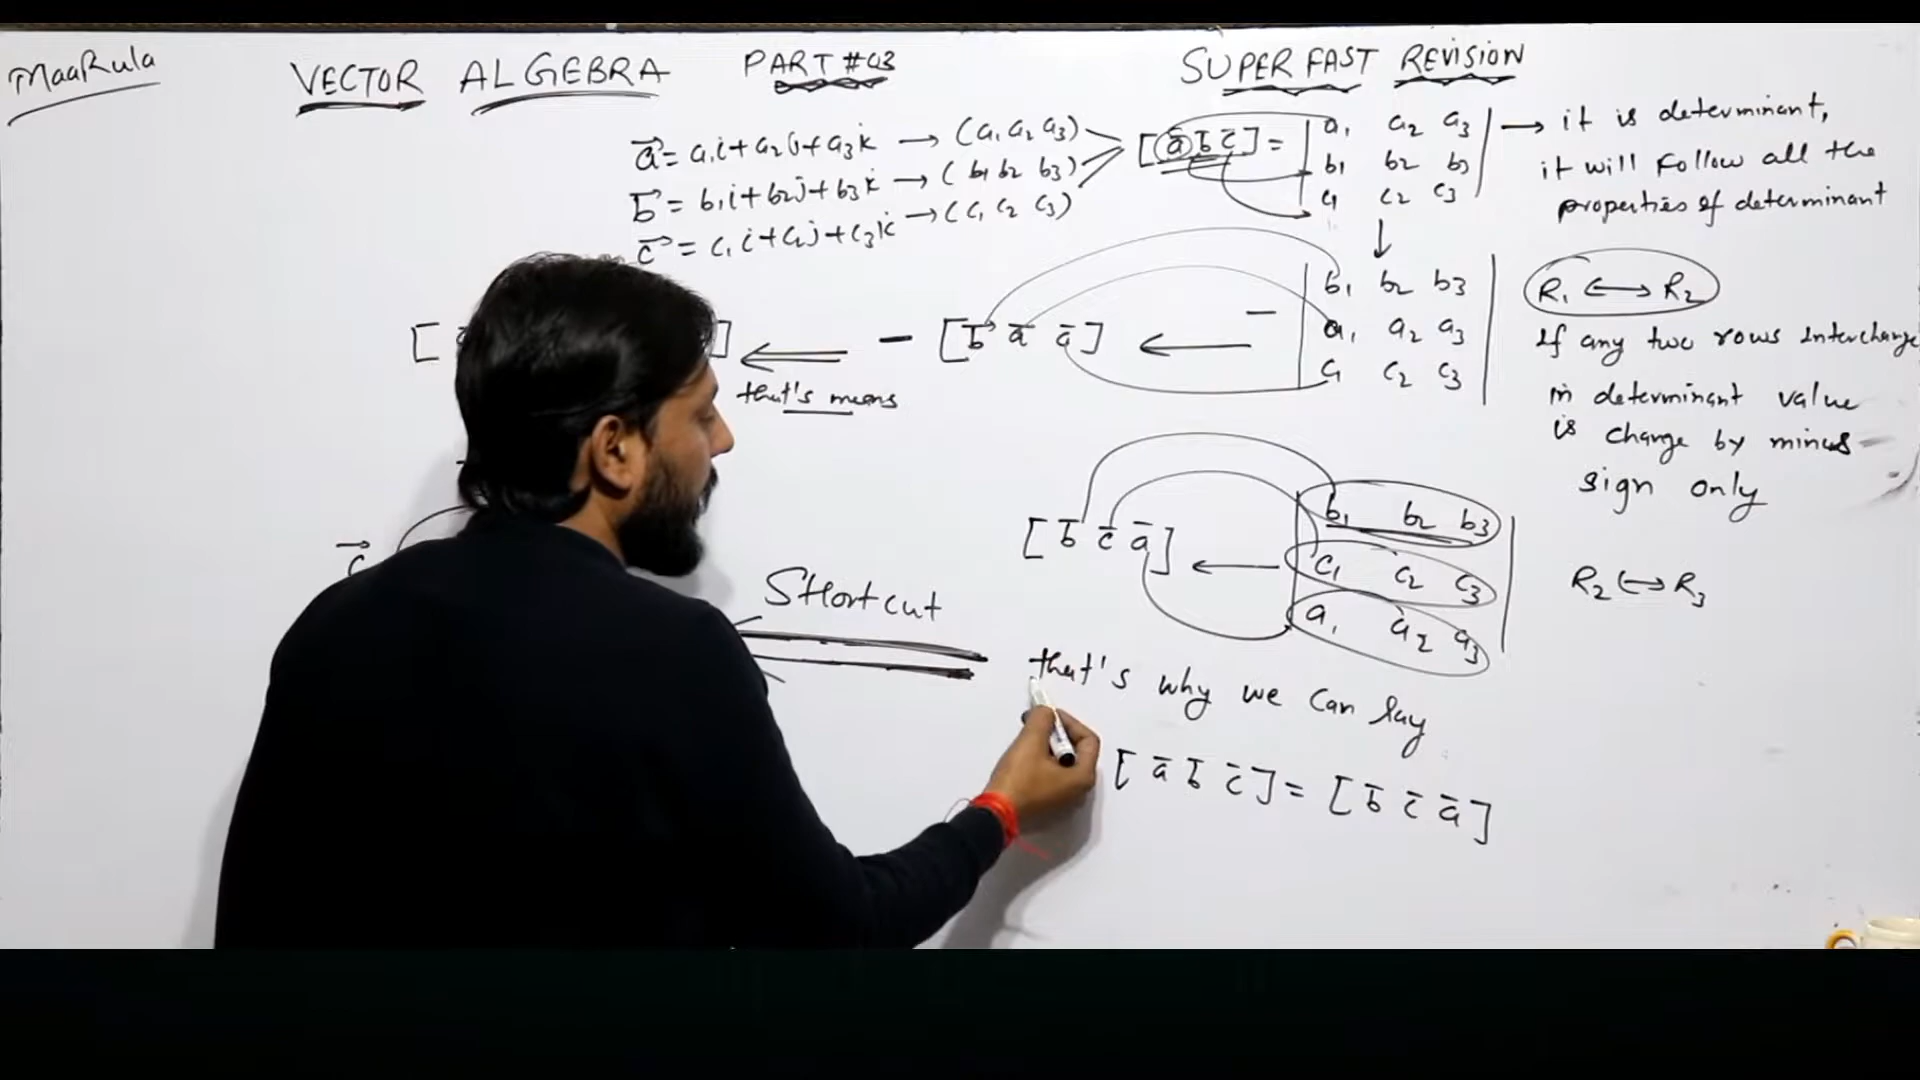 MaaRula
VECTOR ALGEBRA PART #03
SUPER FAST REVISION
a⃗ = a₁i + a₂j + a₃k → (a₁ a₂ a₃)
b⃗ = b₁i + b₂j + b₃k → (b₁ b₂ b₃)
c⃗ = c₁i + c₂j + c₃k → (c₁ c₂ c₃)
[ā b̄ c̄] = | a₁ a₂ a₃ |
| b₁ b₂ b₃ |
| c₁ c₂ c₃ |
→ it is determinant,
it will follow all the
properties of determinant
↓
- | b₁ b₂ b₃ |
| a₁ a₂ a₃ |
| c₁ c₂ c₃ |
R₁ ↔ R₂
If any two rows interchange
in determinant value
is change by minus
sign only
← - [b̄ ā ā]
⇐
that's means
[ ]
| b₁ b₂ b₃ |
| c₁ c₂ c₃ |
| a₁ a₂ a₃ |
R₂ ↔ R₃
[b̄ c̄ ā] ←
c⃗
Shortcut
that's why we can say
[ā b̄ c̄] = [b̄ c̄ ā]